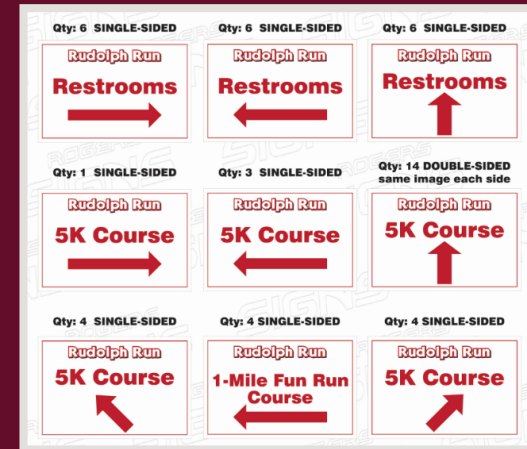 Qty: 6 SINGLE-SIDED
Rudolph Run
Restrooms
Qty: 6 SINGLE-SIDED
Rudolph Run
Restrooms
Qty: 6 SINGLE-SIDED
Rudolph Run
Restrooms
Qty: 1 SINGLE-SIDED
Rudolph Run
5K Course
Qty: 3 SINGLE-SIDED
Rudolph Run
5K Course
Qty: 14 DOUBLE-SIDED
same image each side
Rudolph Run
5K Course
Qty: 4 SINGLE-SIDED
Rudolph Run
5K Course
Qty: 4 SINGLE-SIDED
Rudolph Run
1-Mile Fun Run
Course
Qty: 4 SINGLE-SIDED
Rudolph Run
5K Course
ROGERS
SIGNS